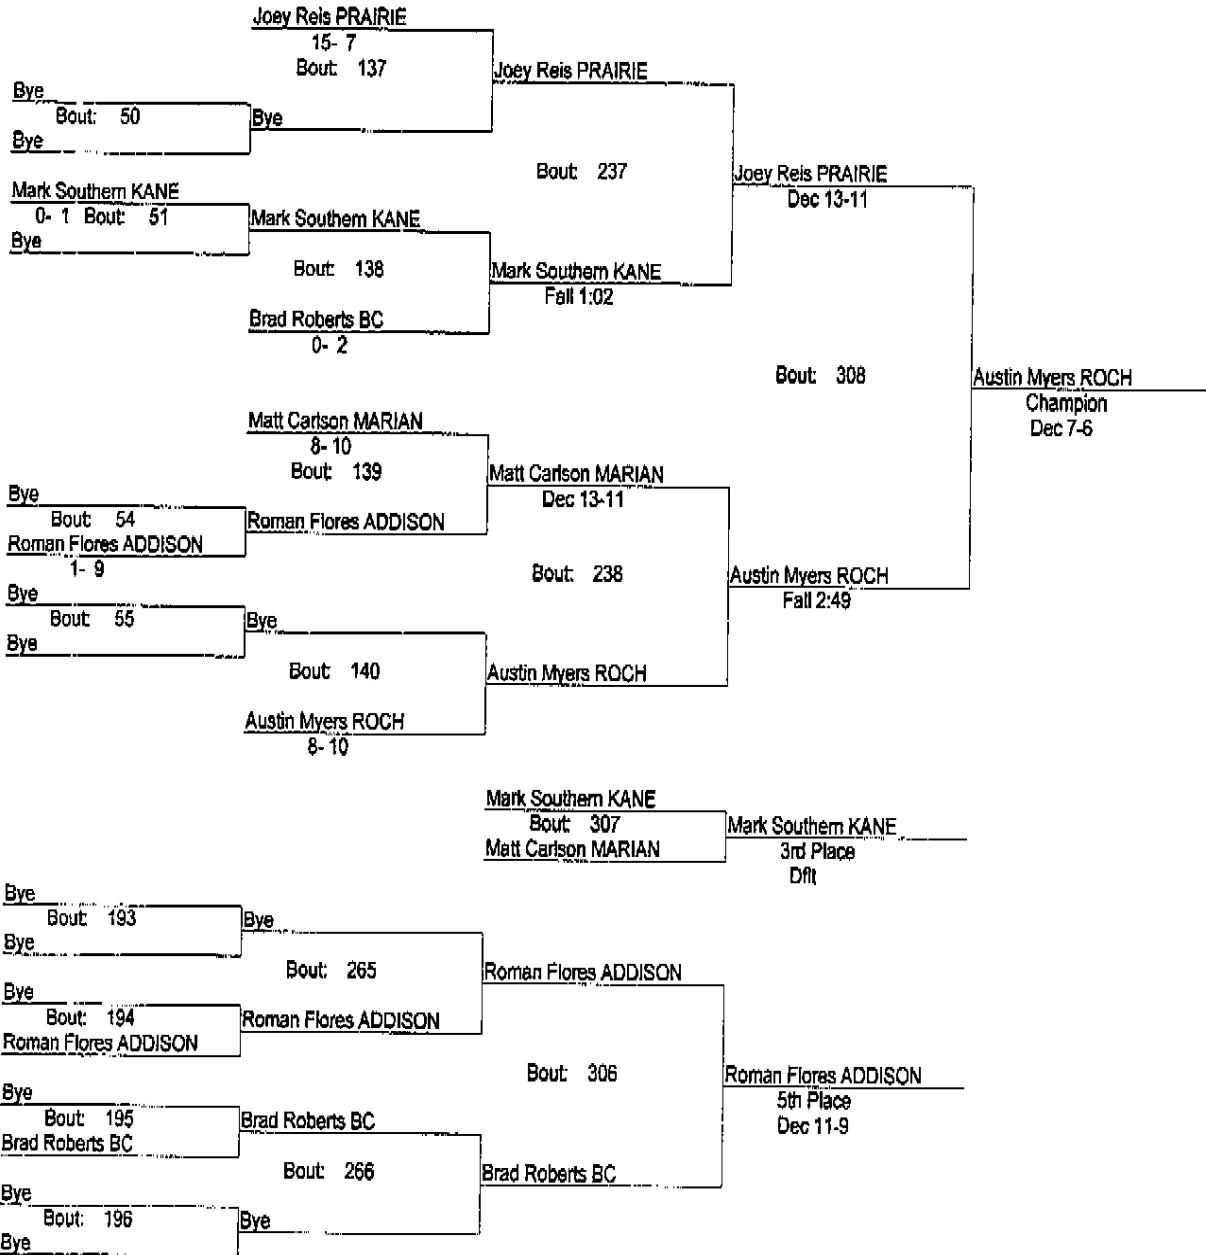 Joey Reis PRAIRIE
15- 7
Bout: 137
Joey Reis PRAIRIE
Bye
Bout: 50
Bye
Bye
Bout: 237
Joey Reis PRAIRIE
Dec 13-11
Mark Southern KANE
0- 1 Bout: 51
Mark Southern KANE
Bye
Bout: 138
Mark Southern KANE
Fall 1:02
Brad Roberts BC
0- 2
Bout: 308
Austin Myers ROCH
Champion
Dec 7-6
Matt Carlson MARIAN
8- 10
Bout: 139
Matt Carlson MARIAN
Dec 13-11
Bye
Bout: 54
Roman Flores ADDISON
Roman Flores ADDISON
1- 9
Bout: 238
Austin Myers ROCH
Fall 2:49
Bye
Bout: 55
Bye
Bye
Bout: 140
Austin Myers ROCH
Austin Myers ROCH
8- 10
Mark Southern KANE
Bout: 307
Mark Southern KANE
Matt Carlson MARIAN
3rd Place
Dflt
Bye
Bout: 193
Bye
Bye
Bout: 265
Roman Flores ADDISON
Bye
Bout: 194
Roman Flores ADDISON
Roman Flores ADDISON
Bout: 306
Roman Flores ADDISON
5th Place
Dec 11-9
Bye
Bout: 195
Brad Roberts BC
Brad Roberts BC
Bout: 266
Brad Roberts BC
Bye
Bout: 196
Bye
Bye